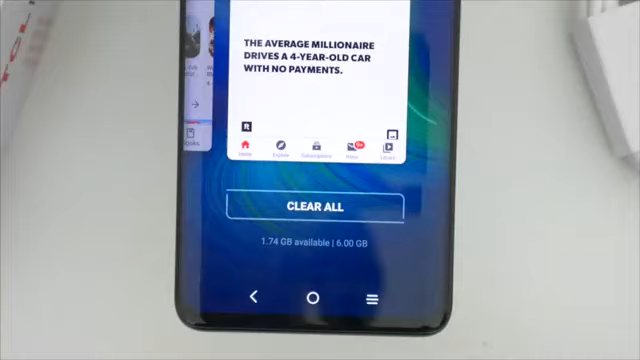 THE AVERAGE MILLIONAIRE
DRIVES A 4-YEAR-OLD CAR
WITH NO PAYMENTS.
Home
Explore
Subscriptions
Library
CLEAR ALL
1.74 GB available | 6.00 GB